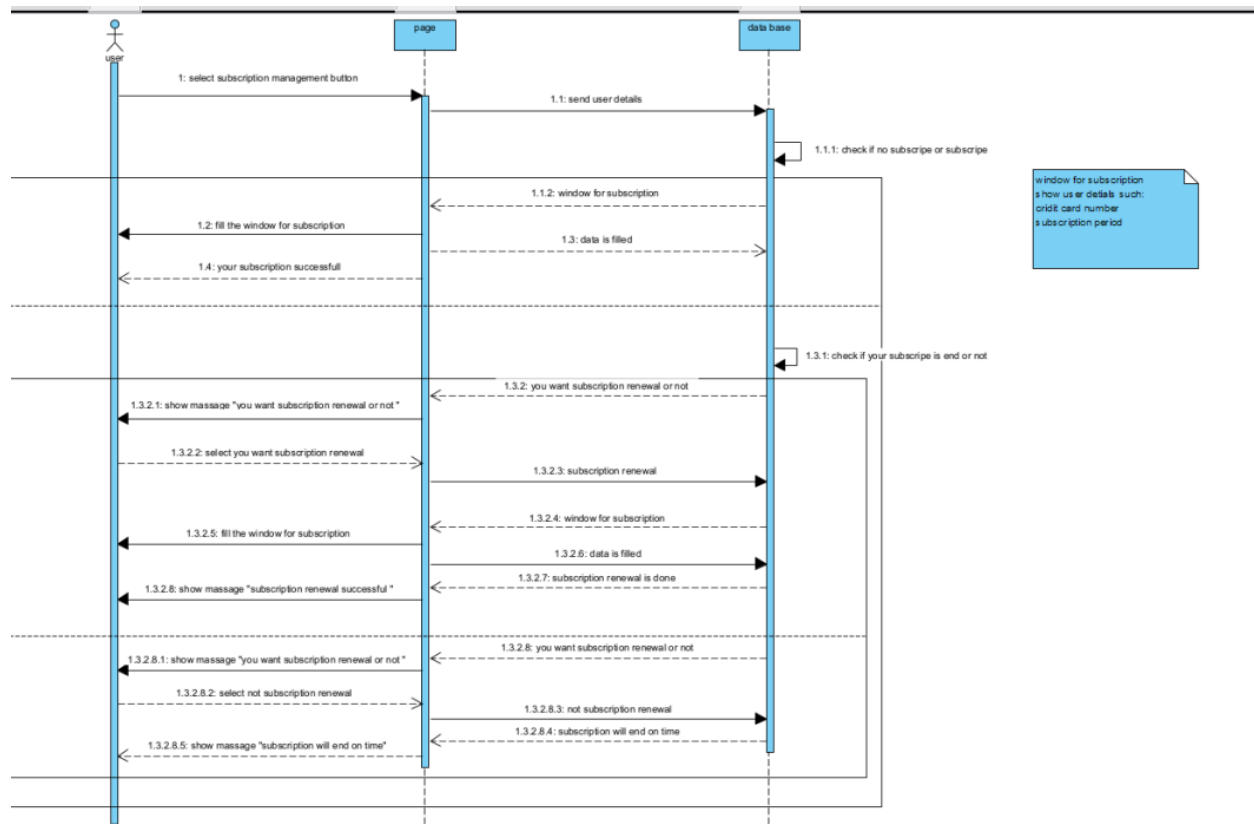 user
page
data base
1: select subscription management button
1.1: send user details
1.1.1: check if no subscripe or subscripe
window for subscription
show user detials such:
cridit card number
subscription period
1.1.2: window for subscription
1.2: fill the window for subscription
1.3: data is filled
1.4: your subscription successfull
1.3.1: check if your subscripe is end or not
1.3.2: you want subscription renewal or not
1.3.2.1: show massage "you want subscription renewal or not "
1.3.2.2: select you want subscription renewal
1.3.2.3: subscription renewal
1.3.2.4: window for subscription
1.3.2.5: fill the window for subscription
1.3.2.6: data is filled
1.3.2.7: subscription renewal is done
1.3.2.8: show massage "subscription renewal successful "
1.3.2.8: you want subscription renewal or not
1.3.2.8.1: show massage "you want subscription renewal or not "
1.3.2.8.2: select not subscription renewal
1.3.2.8.3: not subscription renewal
1.3.2.8.4: subscription will end on time
1.3.2.8.5: show massage "subscription will end on time"